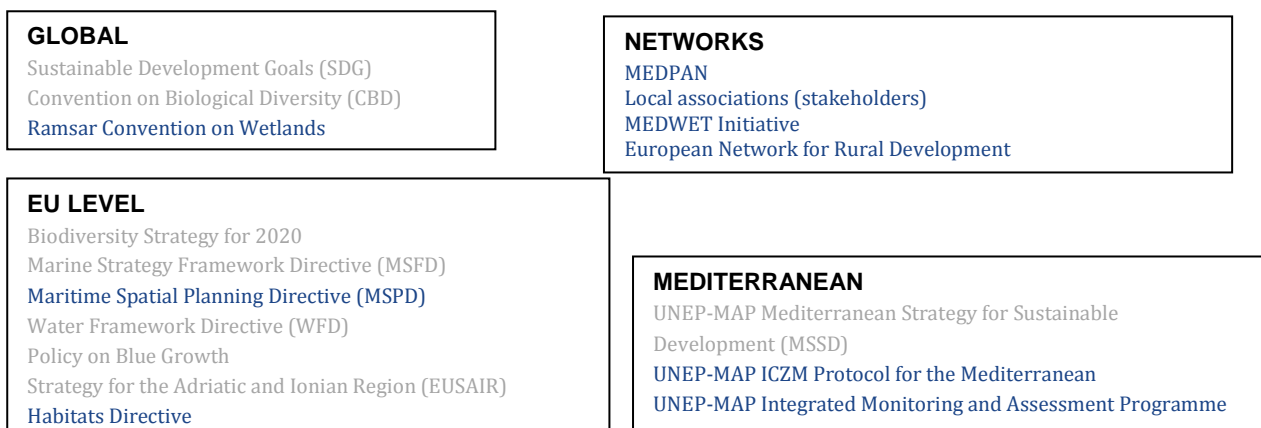 GLOBAL
Sustainable Development Goals (SDG)
Convention on Biological Diversity (CBD)
Ramsar Convention on Wetlands
NETWORKS
MEDPAN
Local associations (stakeholders)
MEDWET Initiative
European Network for Rural Development
EU LEVEL
Biodiversity Strategy for 2020
Marine Strategy Framework Directive (MSFD)
Maritime Spatial Planning Directive (MSPD)
Water Framework Directive (WFD)
Policy on Blue Growth
Strategy for the Adriatic and Ionian Region (EUSAIR)
Habitats Directive
MEDITERRANEAN
UNEP-MAP Mediterranean Strategy for Sustainable
Development (MSSD)
UNEP-MAP ICZM Protocol for the Mediterranean
UNEP-MAP Integrated Monitoring and Assessment Programme